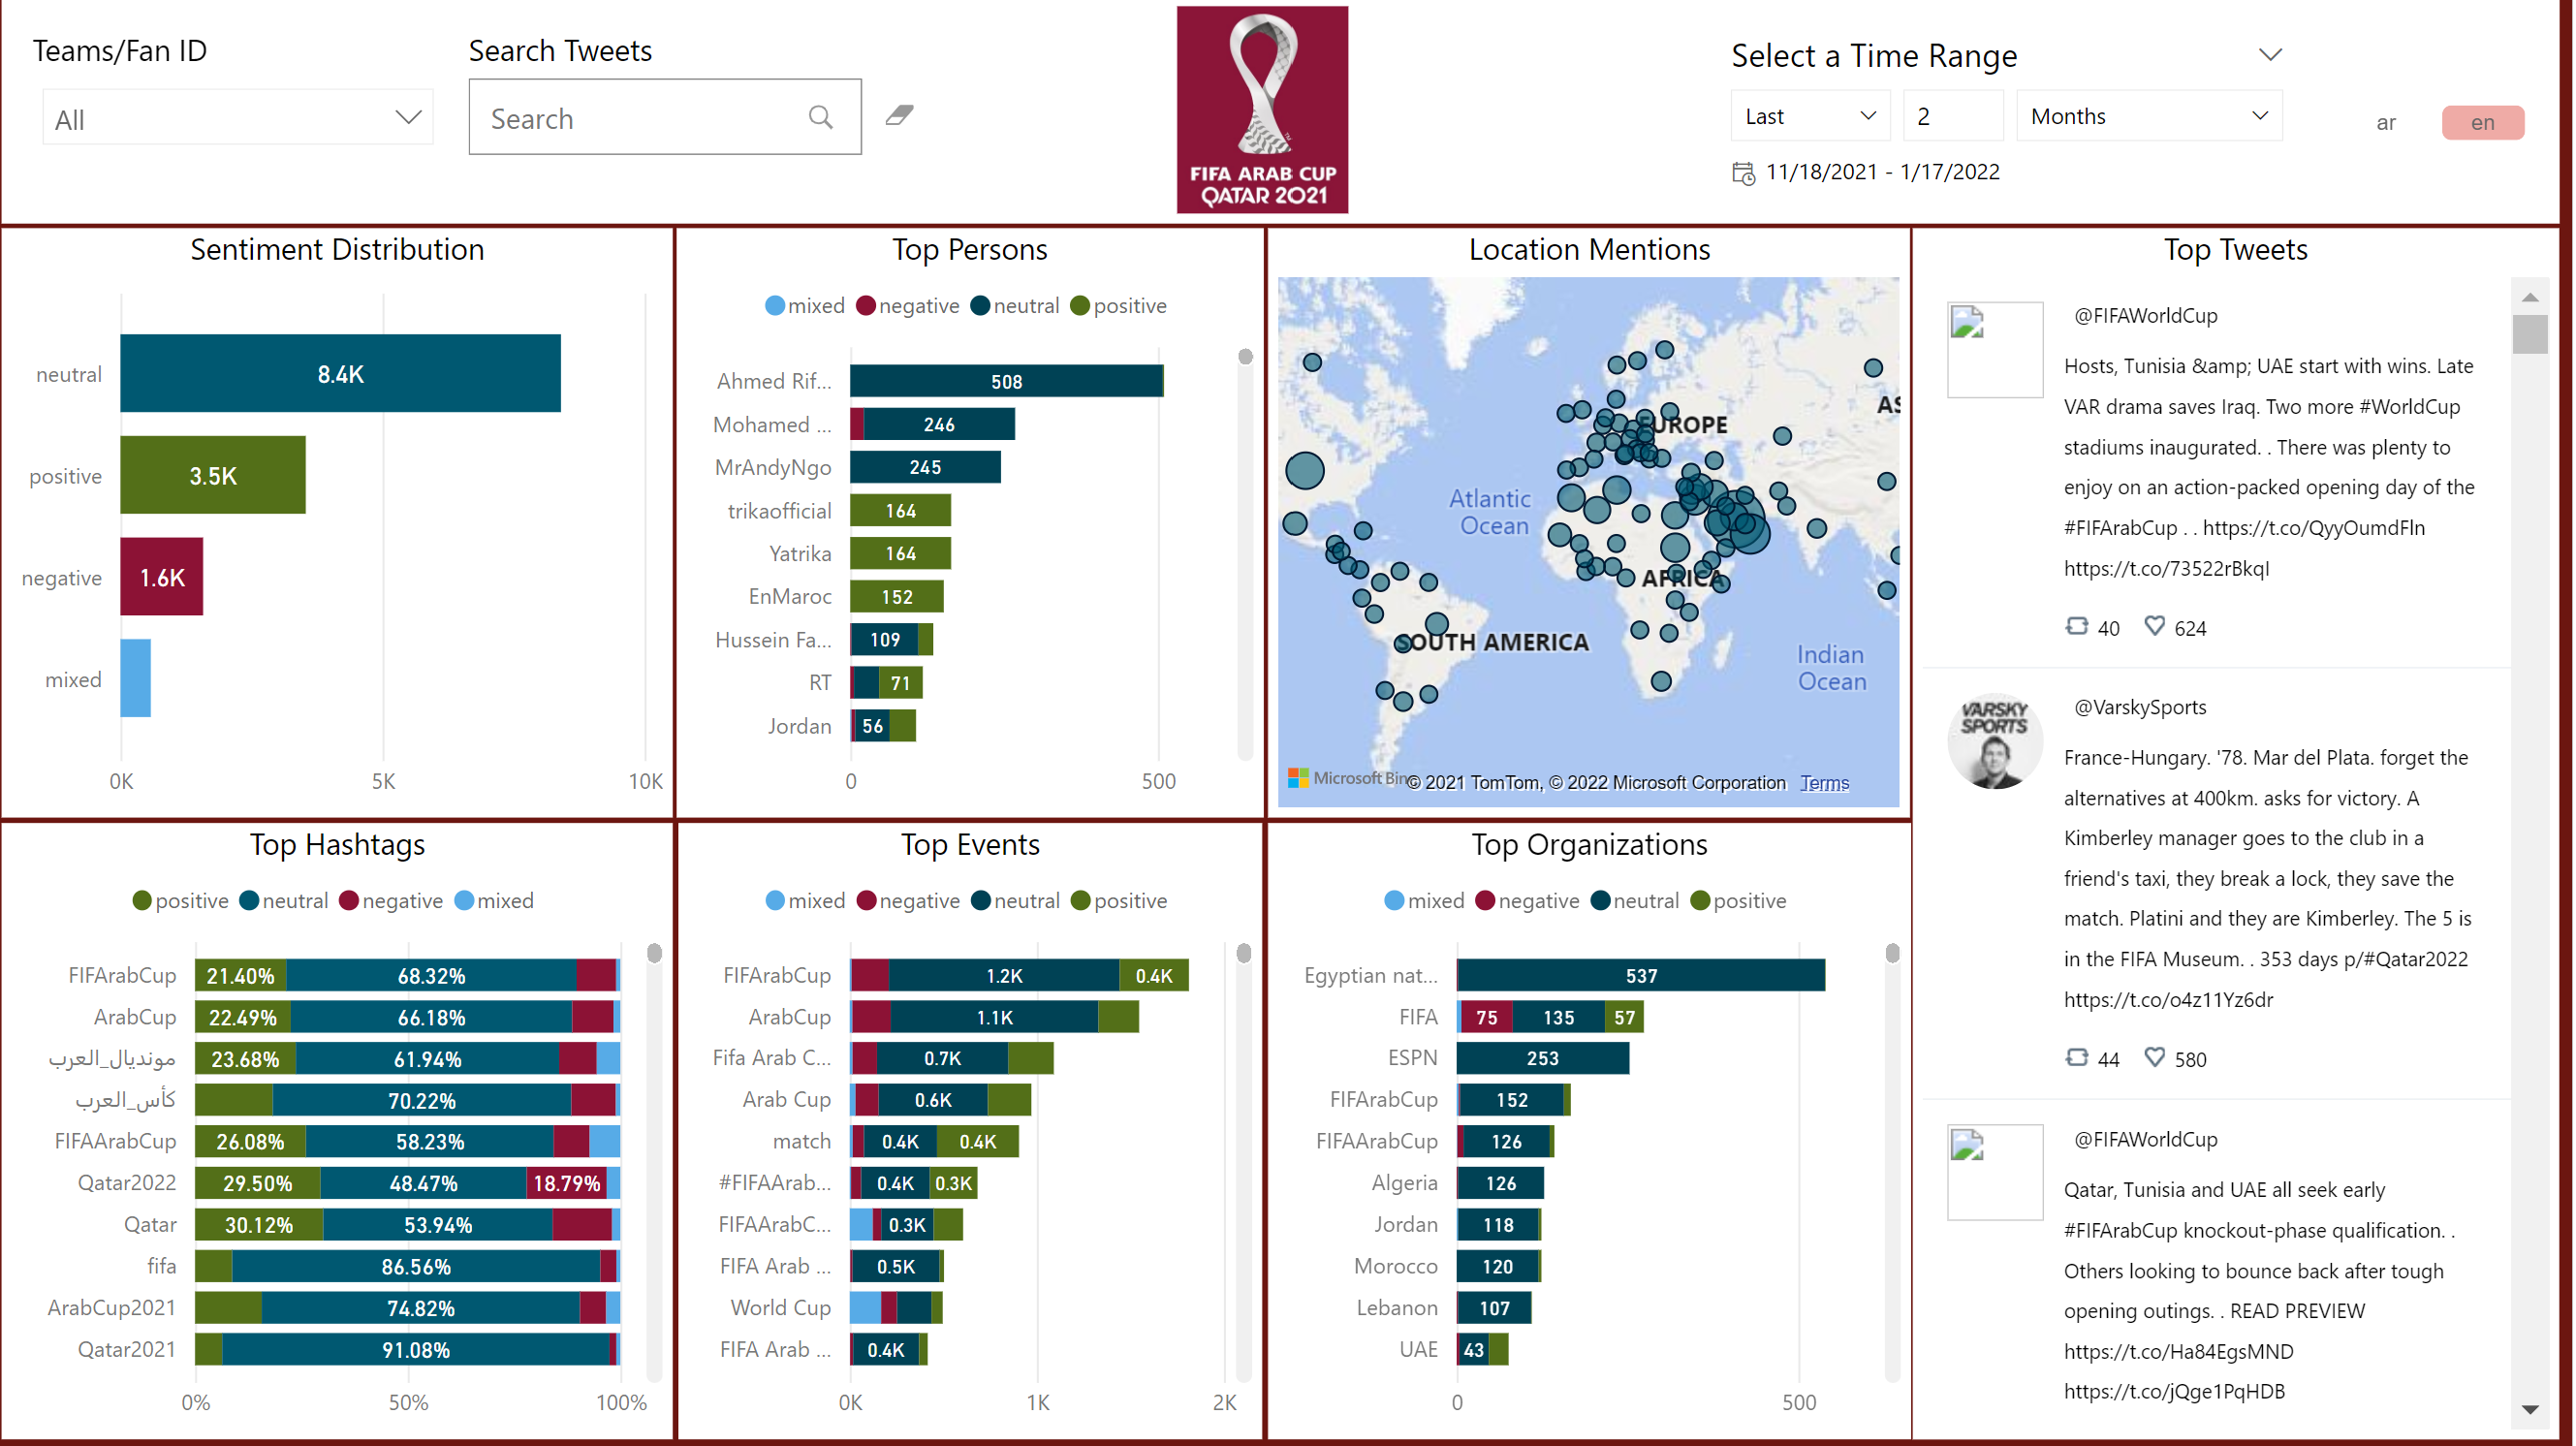 Teams/Fan ID
All
Search Tweets
Search
FIFA ARAB CUP
QATAR 2021
Select a Time Range
Last
2
Months
11/18/2021 - 1/17/2022
ar
en
Sentiment Distribution
neutral
8.4K
positive
3.5K
negative
1.6K
mixed
0K 5K 10K
Top Persons
mixed negative neutral positive
Ahmed Rif... 508
Mohamed ... 246
MrAndyNgo 245
trikaofficial 164
Yatrika 164
EnMaroc 152
Hussein Fa... 109
RT 71
Jordan 56
0 500
Location Mentions
EUROPE
AS
Atlantic
Ocean
AFRICA
SOUTH AMERICA
Indian
Ocean
Microsoft Bin
© 2021 TomTom, © 2022 Microsoft Corporation Terms
Top Hashtags
positive neutral negative mixed
FIFArabCup 21.40% 68.32%
ArabCup 22.49% 66.18%
مونديال_العرب 23.68% 61.94%
كأس_العرب 70.22%
FIFAArabCup 26.08% 58.23%
Qatar2022 29.50% 48.47% 18.79%
Qatar 30.12% 53.94%
fifa 86.56%
ArabCup2021 74.82%
Qatar2021 91.08%
0% 50% 100%
Top Events
mixed negative neutral positive
FIFArabCup 1.2K 0.4K
ArabCup 1.1K
Fifa Arab C... 0.7K
Arab Cup 0.6K
match 0.4K 0.4K
#FIFAArab... 0.4K 0.3K
FIFAArabC... 0.3K
FIFA Arab ... 0.5K
World Cup
FIFA Arab ... 0.4K
0K 1K 2K
Top Organizations
mixed negative neutral positive
Egyptian nat... 537
FIFA 75 135 57
ESPN 253
FIFArabCup 152
FIFAArabCup 126
Algeria 126
Jordan 118
Morocco 120
Lebanon 107
UAE 43
0 500
Top Tweets
@FIFAWorldCup
Hosts, Tunisia &amp; UAE start with wins. Late
VAR drama saves Iraq. Two more #WorldCup
stadiums inaugurated. . There was plenty to
enjoy on an action-packed opening day of the
#FIFArabCup . . https://t.co/QyyOumdFln
https://t.co/73522rBkqI
40 624
@VarskySports
VARSKY
SPORTS
France-Hungary. '78. Mar del Plata. forget the
alternatives at 400km. asks for victory. A
Kimberley manager goes to the club in a
friend's taxi, they break a lock, they save the
match. Platini and they are Kimberley. The 5 is
in the FIFA Museum. . 353 days p/#Qatar2022
https://t.co/o4z11Yz6dr
44 580
@FIFAWorldCup
Qatar, Tunisia and UAE all seek early
#FIFArabCup knockout-phase qualification. .
Others looking to bounce back after tough
opening outings. . READ PREVIEW
https://t.co/Ha84EgsMND
https://t.co/jQge1PqHDB